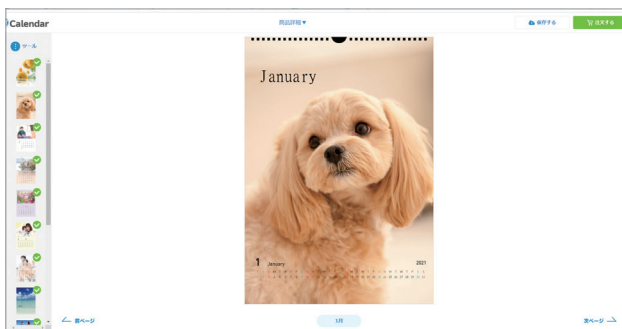 Calendar
商品詳細▼
保存する
注文する
ツール
January
1 January 2021
← 前ページ
1月
次ページ →